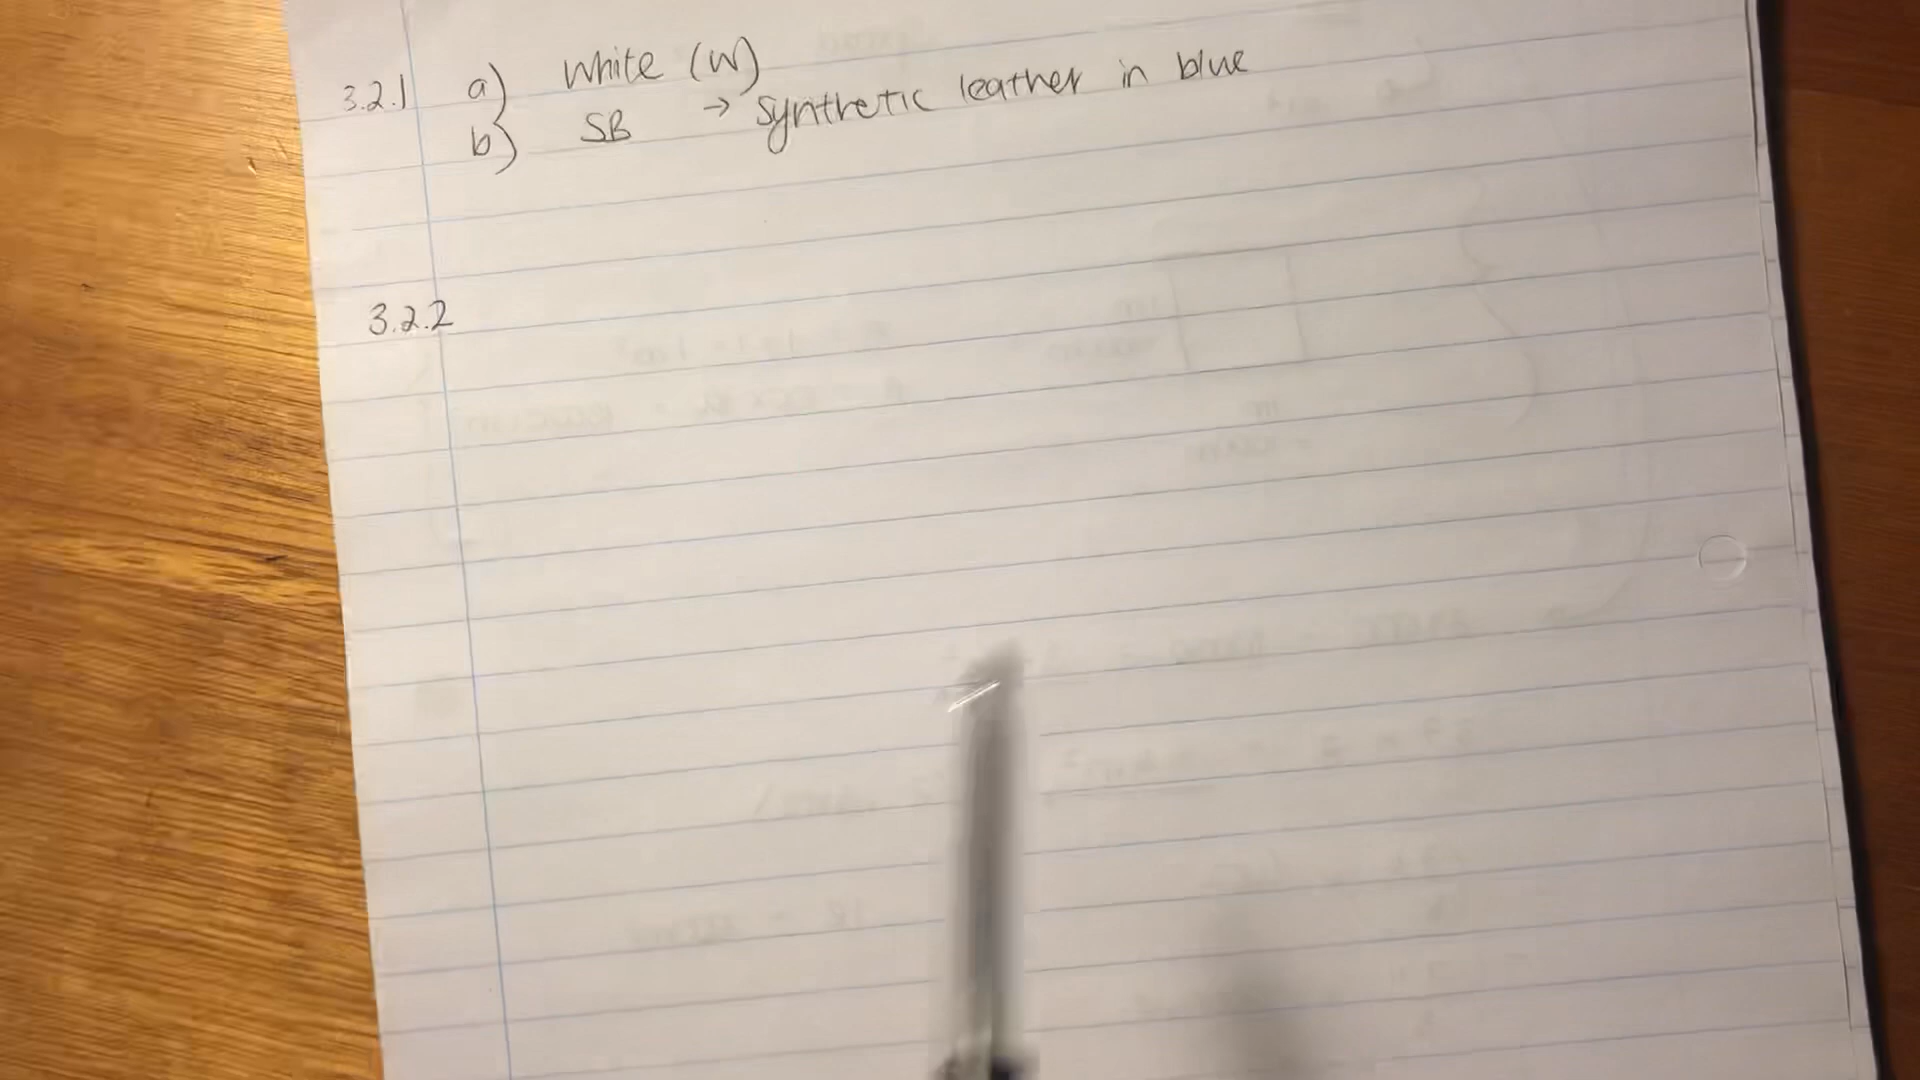 3.2.1 a) White (W)
b) SB → Synthetic leather in blue
3.2.2